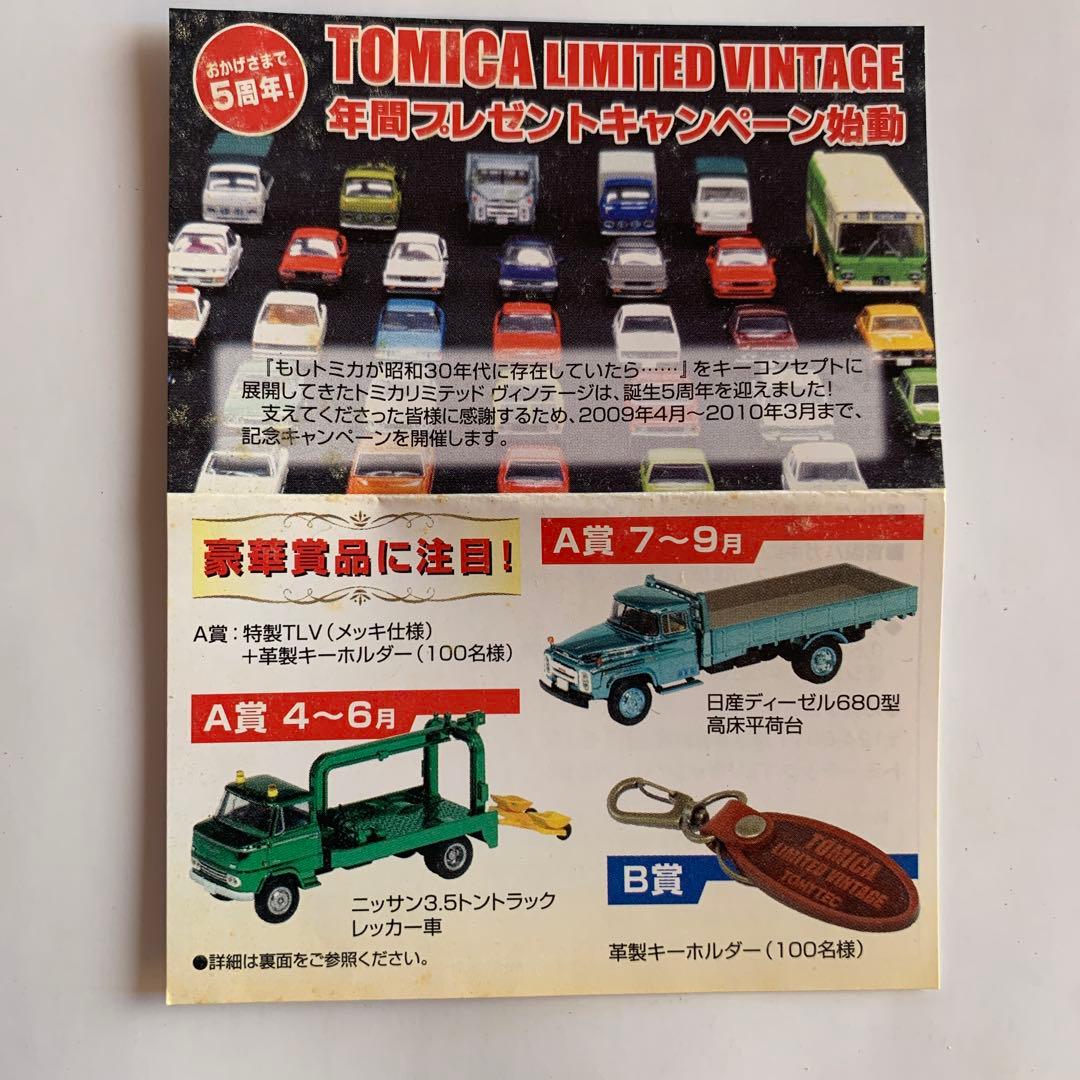 おかげさまで
5周年!
TOMICA LIMITED VINTAGE
年間プレゼントキャンペーン始動
『もしトミカが昭和30年代に存在していたら……』をキーコンセプトに
展開してきたトミカリミテッド ヴィンテージは、誕生5周年を迎えました!
支えてくださった皆様に感謝するため、2009年4月～2010年3月まで、
記念キャンペーンを開催します。
豪華賞品に注目!
A賞：特製TLV（メッキ仕様）
＋革製キーホルダー（100名様）
A賞 4～6月
ニッサン3.5トントラック
レッカー車
●詳細は裏面をご参照ください。
A賞 7～9月
日産ディーゼル680型
高床平荷台
TOMICA
LIMITED VINTAGE
TOMYTEC
B賞
革製キーホルダー（100名様）